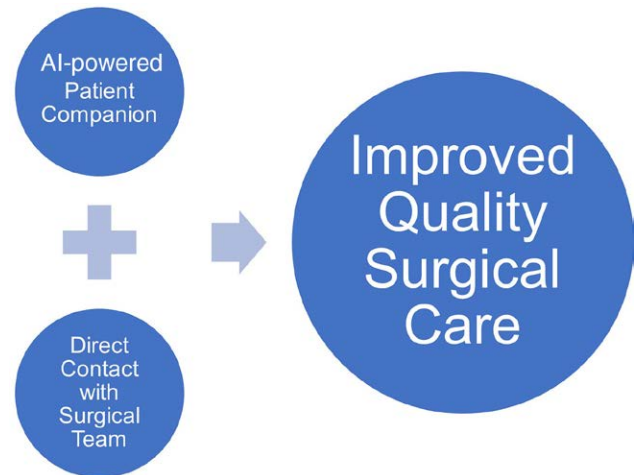 AI-powered
Patient
Companion
Direct
Contact
with
Surgical
Team
Improved
Quality
Surgical
Care